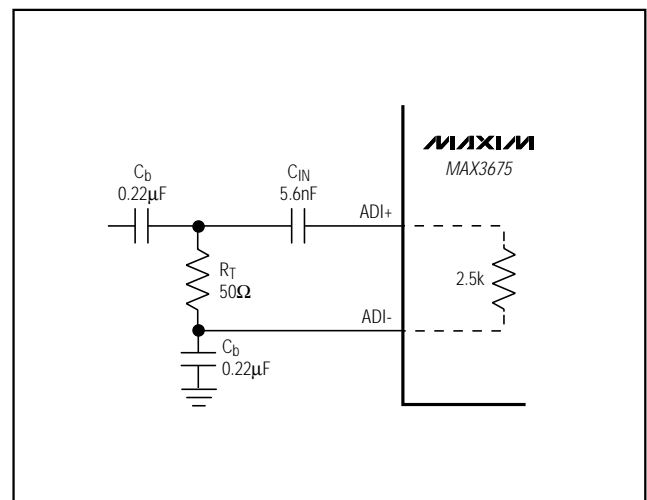 MAXIM
MAX3675
Cb
0.22μF
CIN
5.6nF
ADI+
RT
50Ω
2.5k
ADI-
Cb
0.22μF